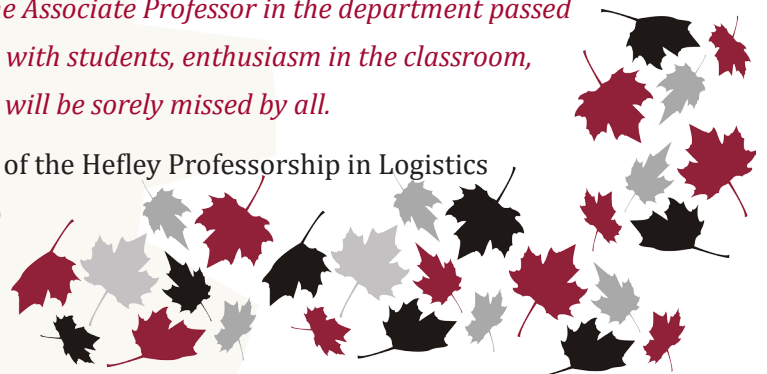 e Associate Professor in the department passed
with students, enthusiasm in the classroom,
will be sorely missed by all.
of the Hefley Professorship in Logistics